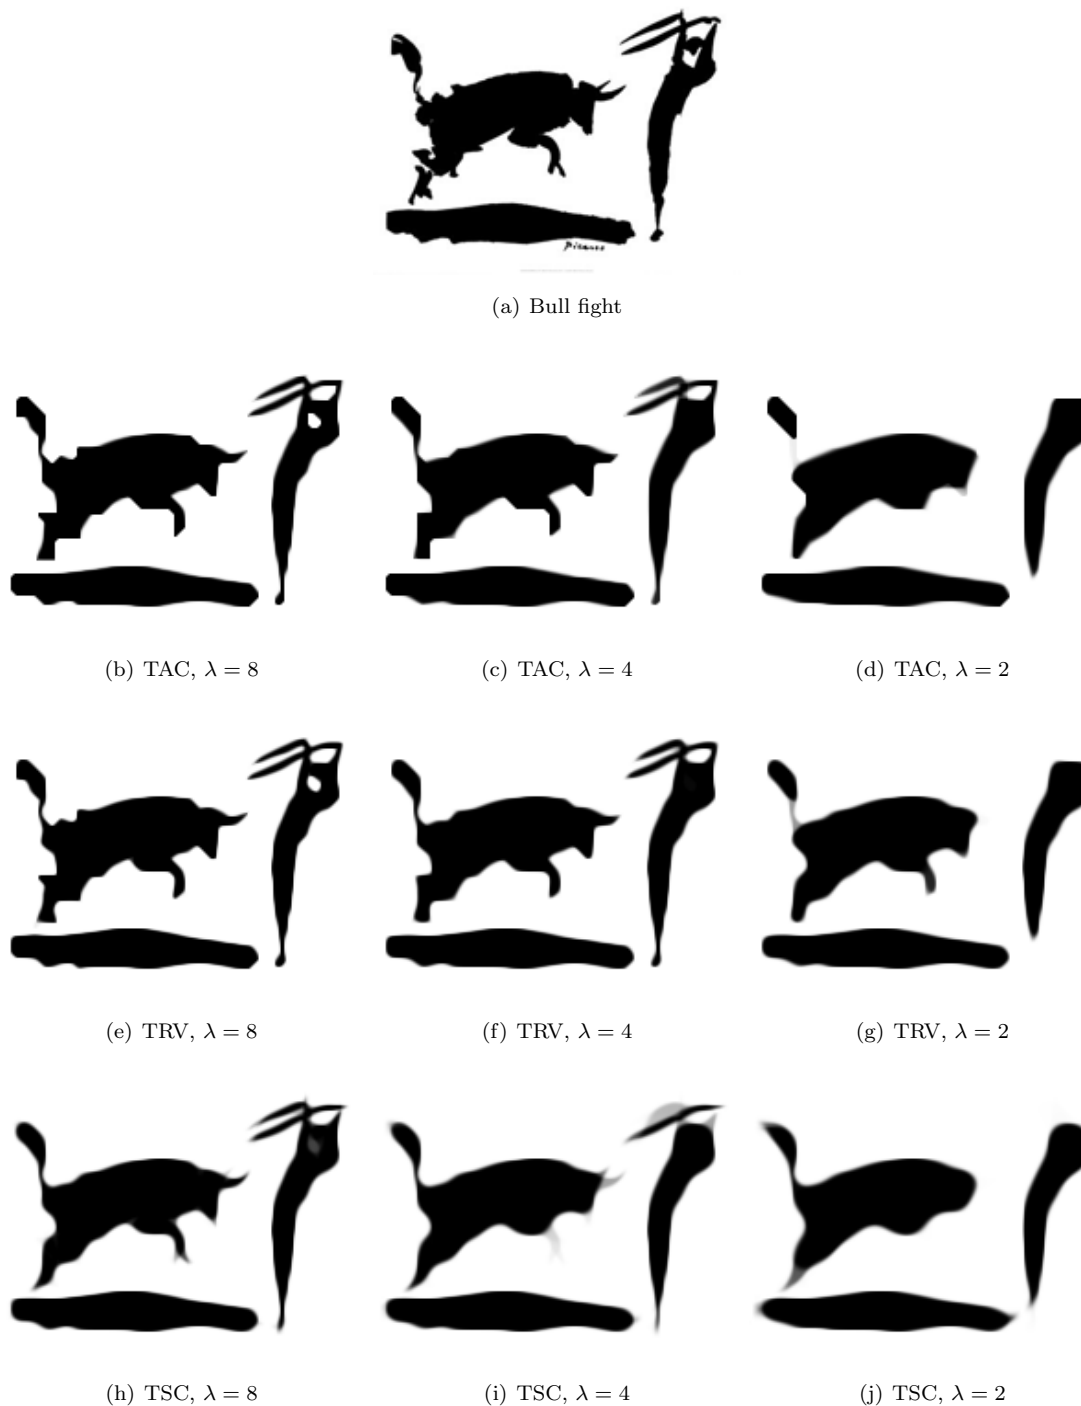 Picasso
(a) Bull fight
(b) TAC, λ = 8
(c) TAC, λ = 4
(d) TAC, λ = 2
(e) TRV, λ = 8
(f) TRV, λ = 4
(g) TRV, λ = 2
(h) TSC, λ = 8
(i) TSC, λ = 4
(j) TSC, λ = 2